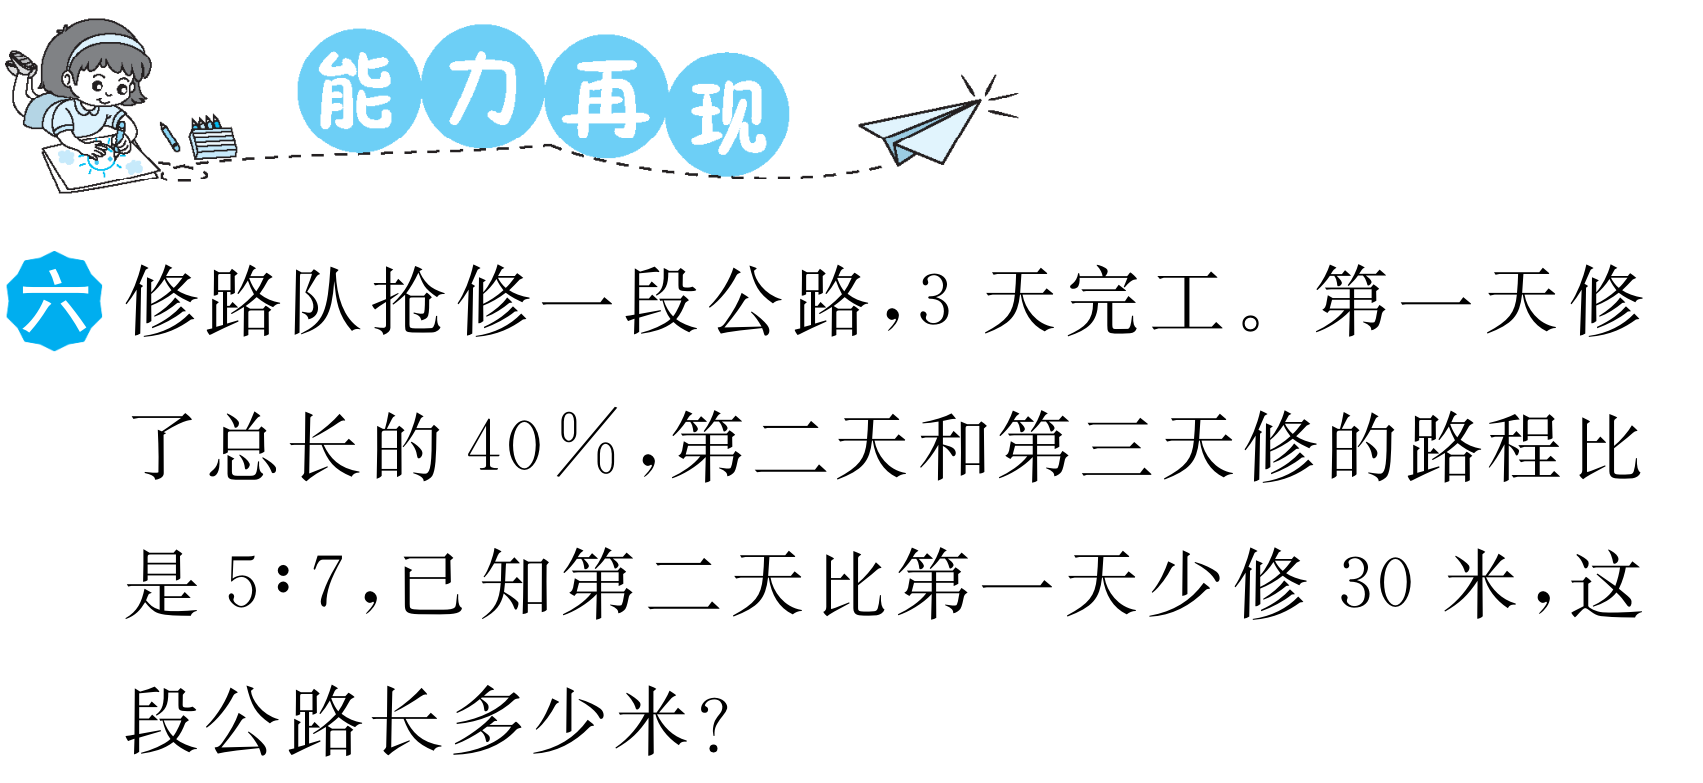 能力再现
六 修路队抢修一段公路,3 天完工。第一天修
了总长的 40%,第二天和第三天修的路程比
是 5∶7,已知第二天比第一天少修 30 米,这
段公路长多少米?